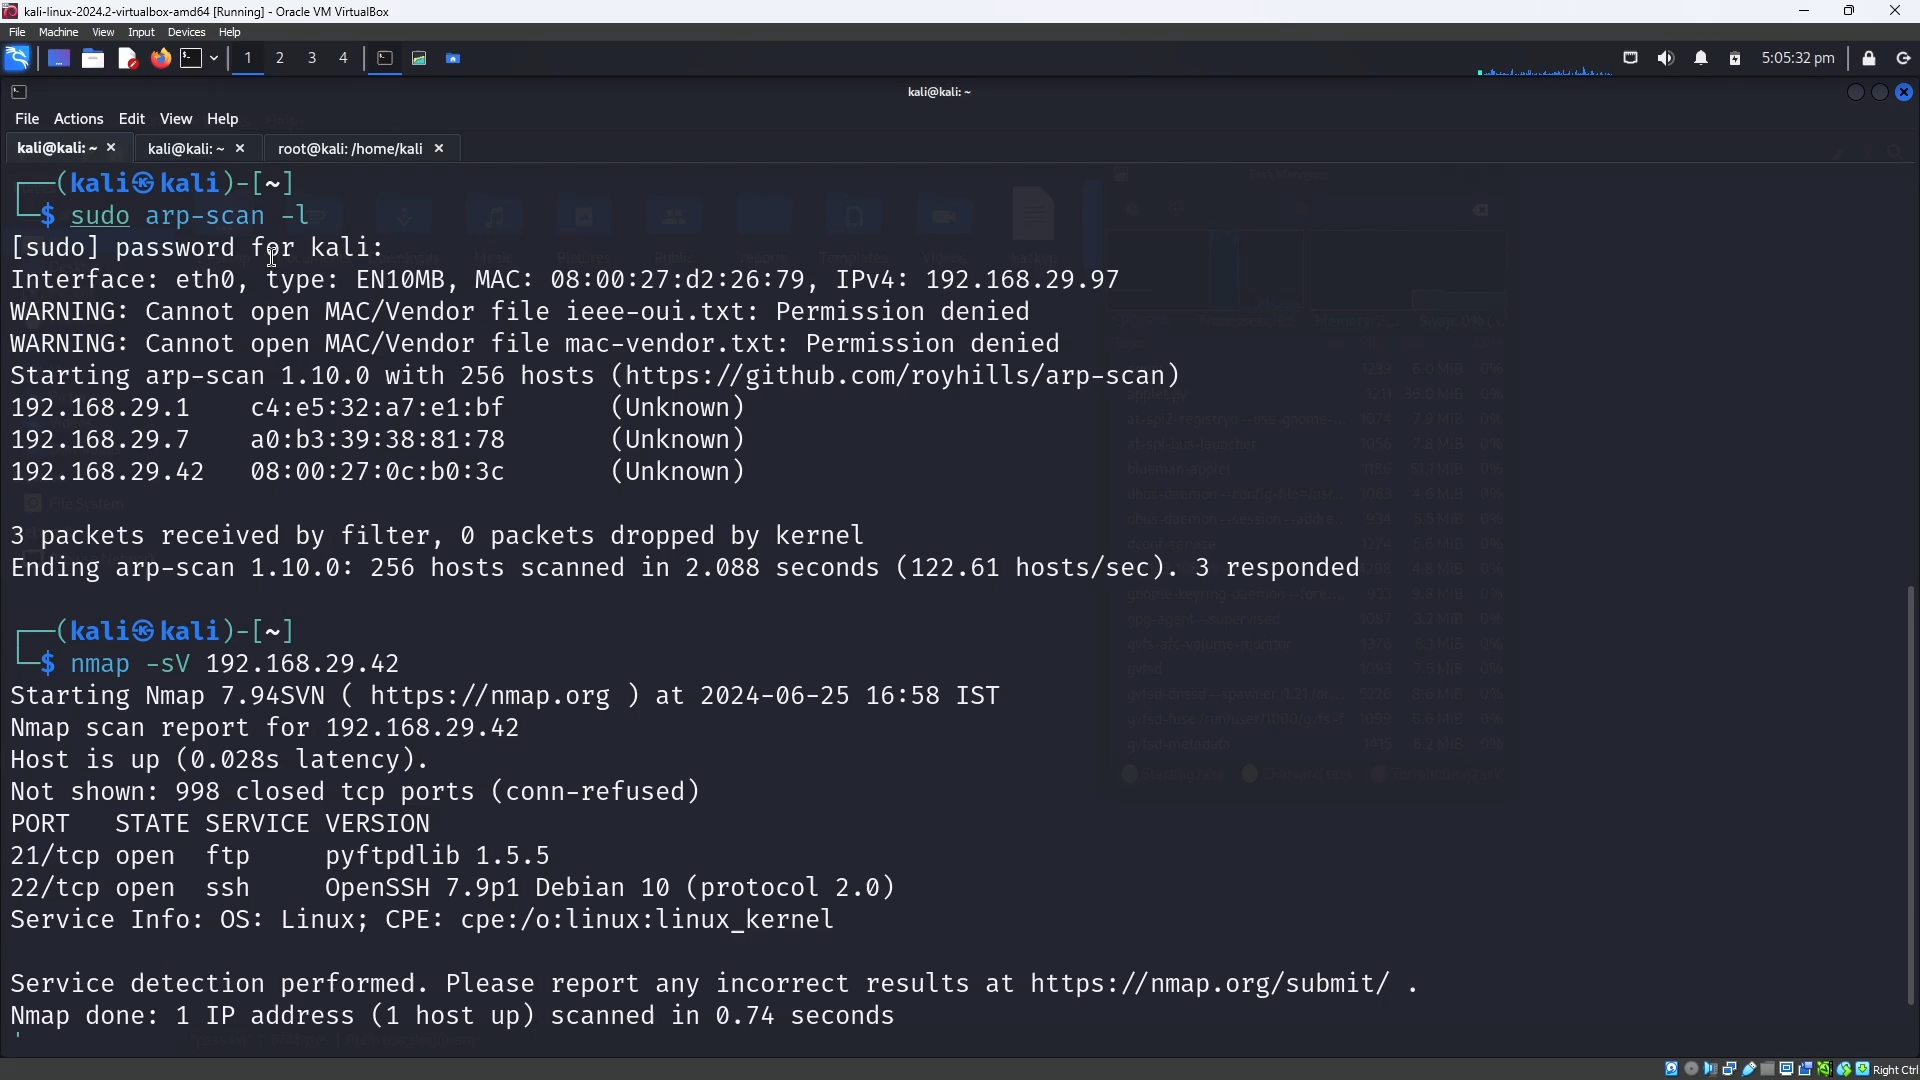 kali-linux-2024.2-virtualbox-amd64 [Running] - Oracle VM VirtualBox
File Machine View Input Devices Help
1 2 3 4 5:05:32 pm
kali@kali: ~
File Actions Edit View Help
kali@kali: ~ kali@kali: ~ root@kali: /home/kali
┌──(kali㉿kali)-[~]
└─$ sudo arp-scan -l
[sudo] password for kali:
Interface: eth0, type: EN10MB, MAC: 08:00:27:d2:26:79, IPv4: 192.168.29.97
WARNING: Cannot open MAC/Vendor file ieee-oui.txt: Permission denied
WARNING: Cannot open MAC/Vendor file mac-vendor.txt: Permission denied
Starting arp-scan 1.10.0 with 256 hosts (https://github.com/royhills/arp-scan)
192.168.29.1 c4:e5:32:a7:e1:bf (Unknown)
192.168.29.7 a0:b3:39:38:81:78 (Unknown)
192.168.29.42 08:00:27:0c:b0:3c (Unknown)
3 packets received by filter, 0 packets dropped by kernel
Ending arp-scan 1.10.0: 256 hosts scanned in 2.088 seconds (122.61 hosts/sec). 3 responded
┌──(kali㉿kali)-[~]
└─$ nmap -sV 192.168.29.42
Starting Nmap 7.94SVN ( https://nmap.org ) at 2024-06-25 16:58 IST
Nmap scan report for 192.168.29.42
Host is up (0.028s latency).
Not shown: 998 closed tcp ports (conn-refused)
PORT STATE SERVICE VERSION
21/tcp open ftp pyftpdlib 1.5.5
22/tcp open ssh OpenSSH 7.9p1 Debian 10 (protocol 2.0)
Service Info: OS: Linux; CPE: cpe:/o:linux:linux_kernel
Service detection performed. Please report any incorrect results at https://nmap.org/submit/ .
Nmap done: 1 IP address (1 host up) scanned in 0.74 seconds
Right Ctrl